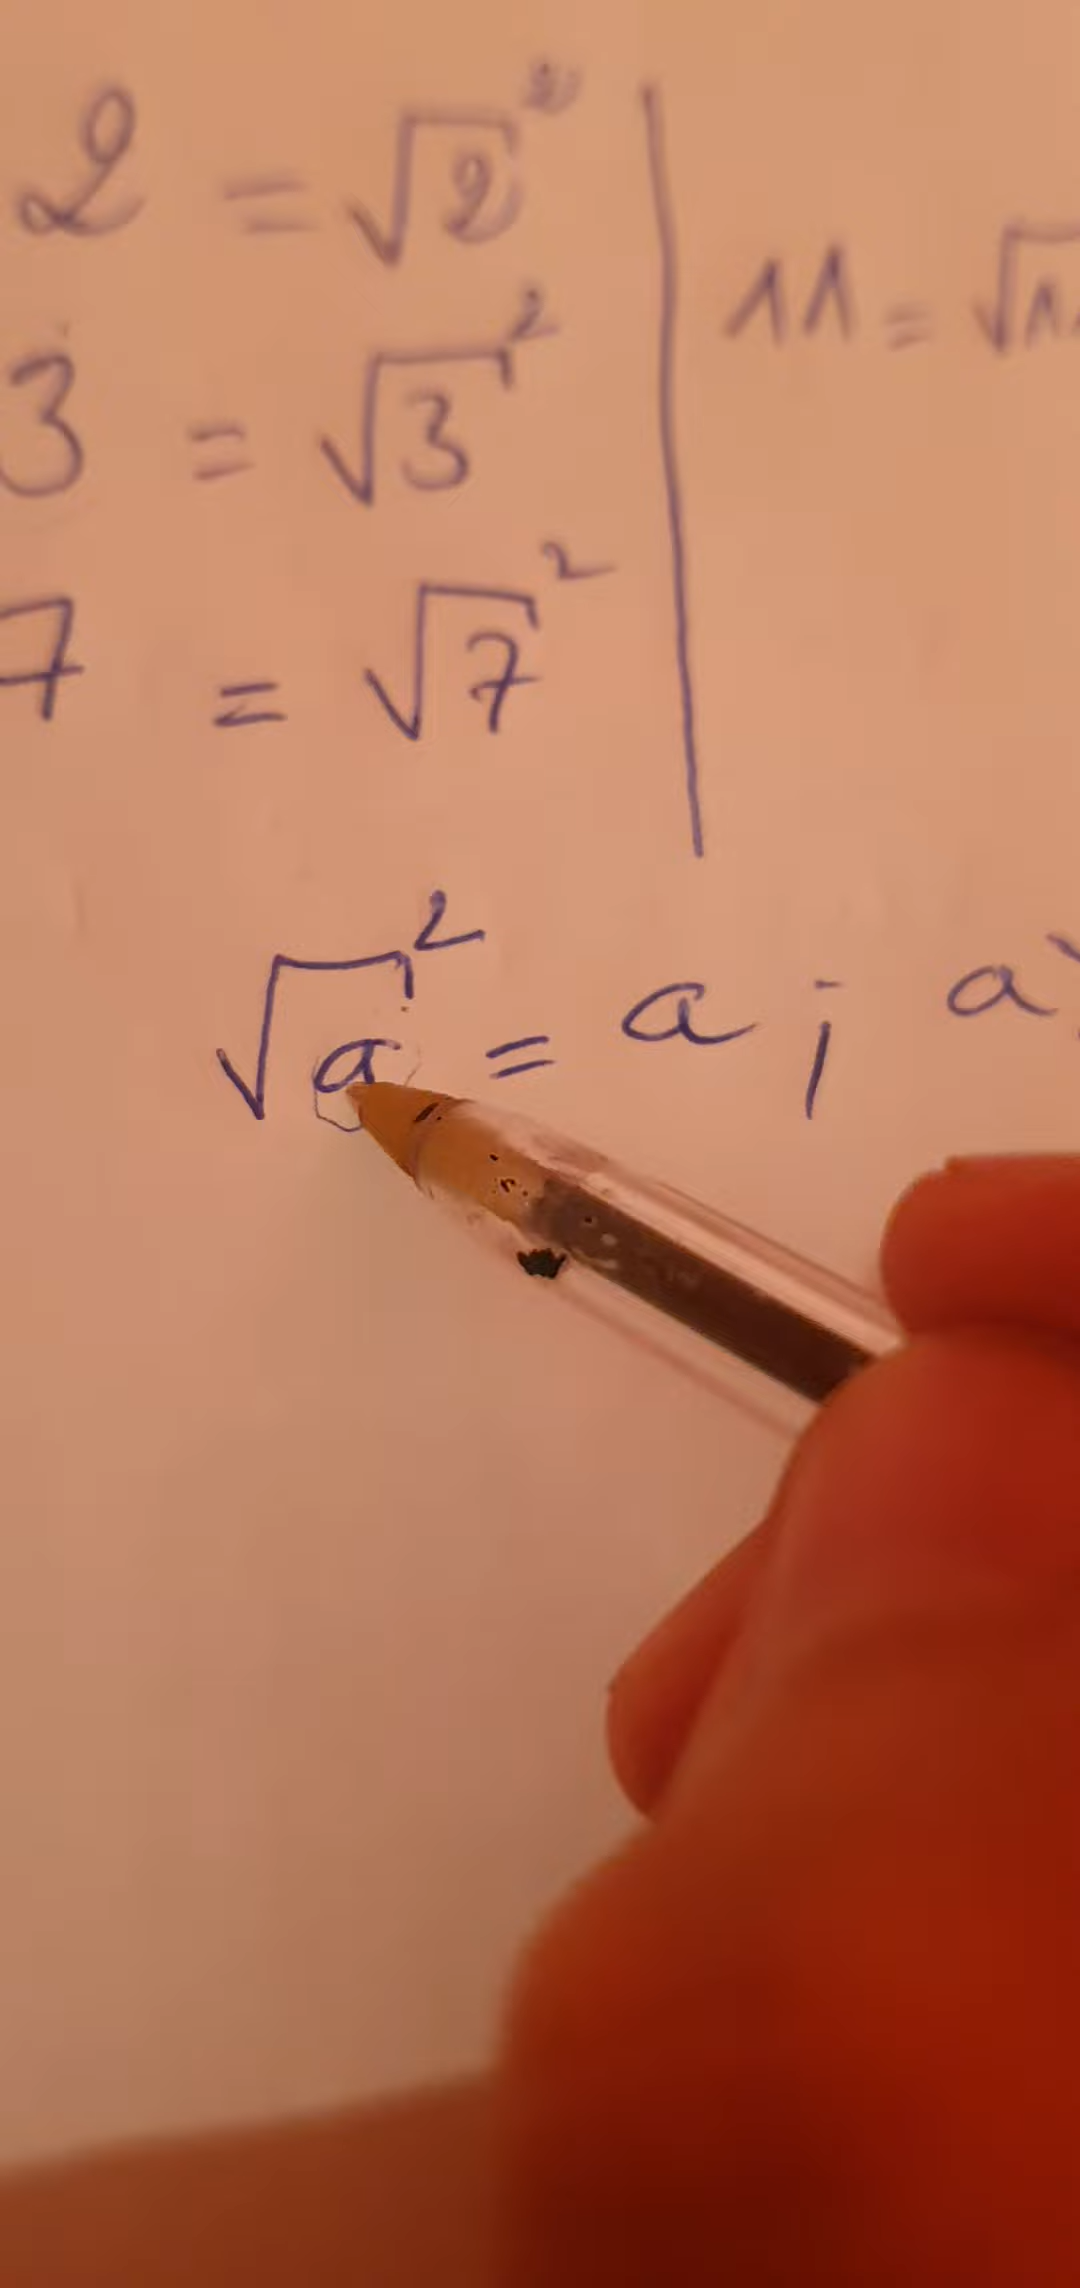 2 = √2²
11 = √1
3 = √3²
7 = √7²
√a² = a ; a